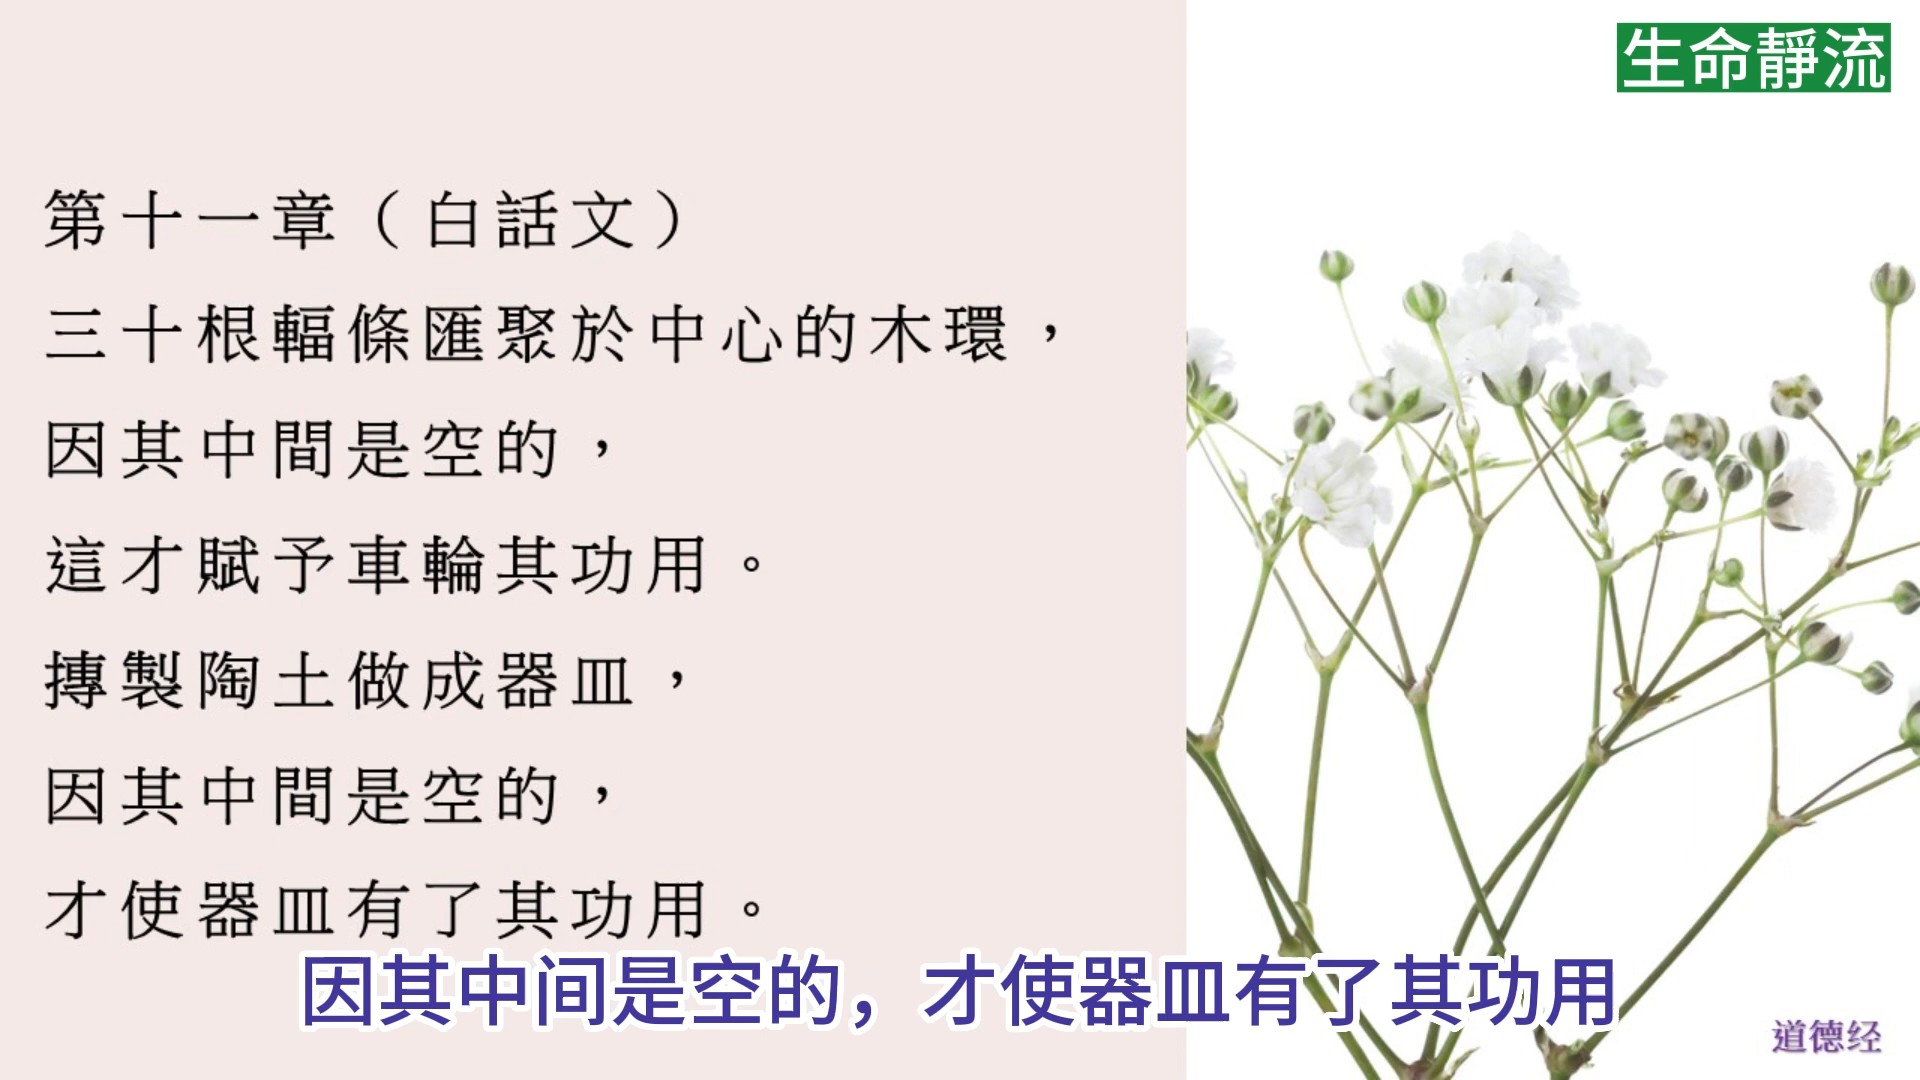 生命靜流
第十一章（白話文）
三十根輻條匯聚於中心的木環，
因其中間是空的，
這才賦予車輪其功用。
摶製陶土做成器皿，
因其中間是空的，
才使器皿有了其功用。
因其中间是空的，才使器皿有了其功用
道德经